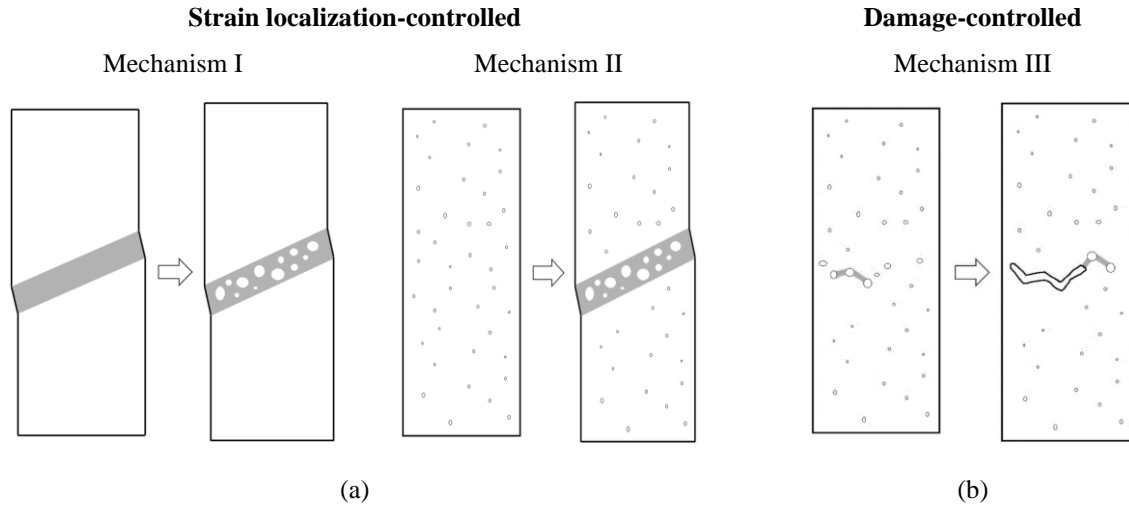 Strain localization-controlled
Damage-controlled
Mechanism I
Mechanism II
Mechanism III
(a)
(b)